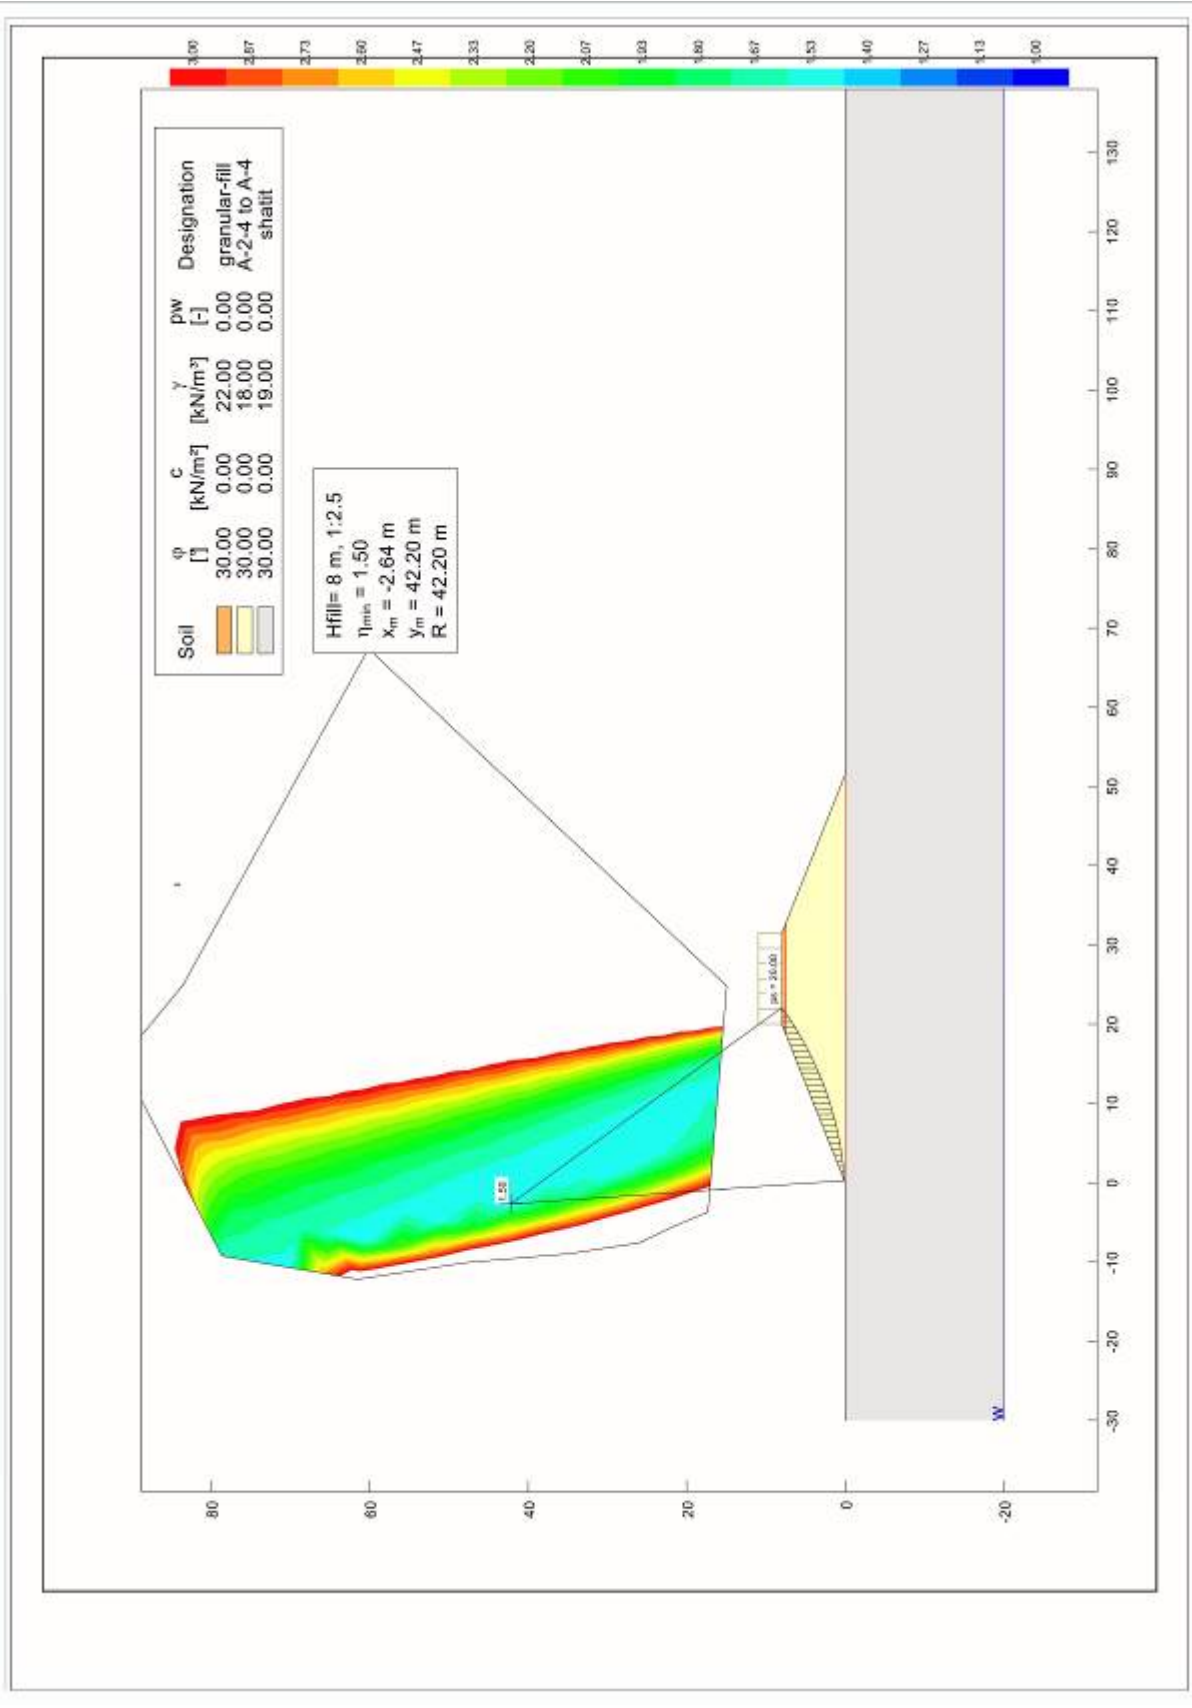 Soil φ c γ pw Designation
[°] [kN/m²] [kN/m³] [-]
30.00 0.00 22.00 0.00 granular-fill
30.00 0.00 18.00 0.00 A-2-4 to A-4
30.00 0.00 19.00 0.00 shatit
Hfill= 8 m, 1:2.5
ηmin = 1.50
xm = -2.64 m
ym = 42.20 m
R = 42.20 m
3.00
2.87
2.73
2.60
2.47
2.33
2.20
2.07
1.93
1.80
1.67
1.53
1.40
1.27
1.13
1.00
1.50
= 20.00
W
80
60
40
20
0
-20
-30 -20 -10 0 10 20 30 40 50 60 70 80 90 100 110 120 130